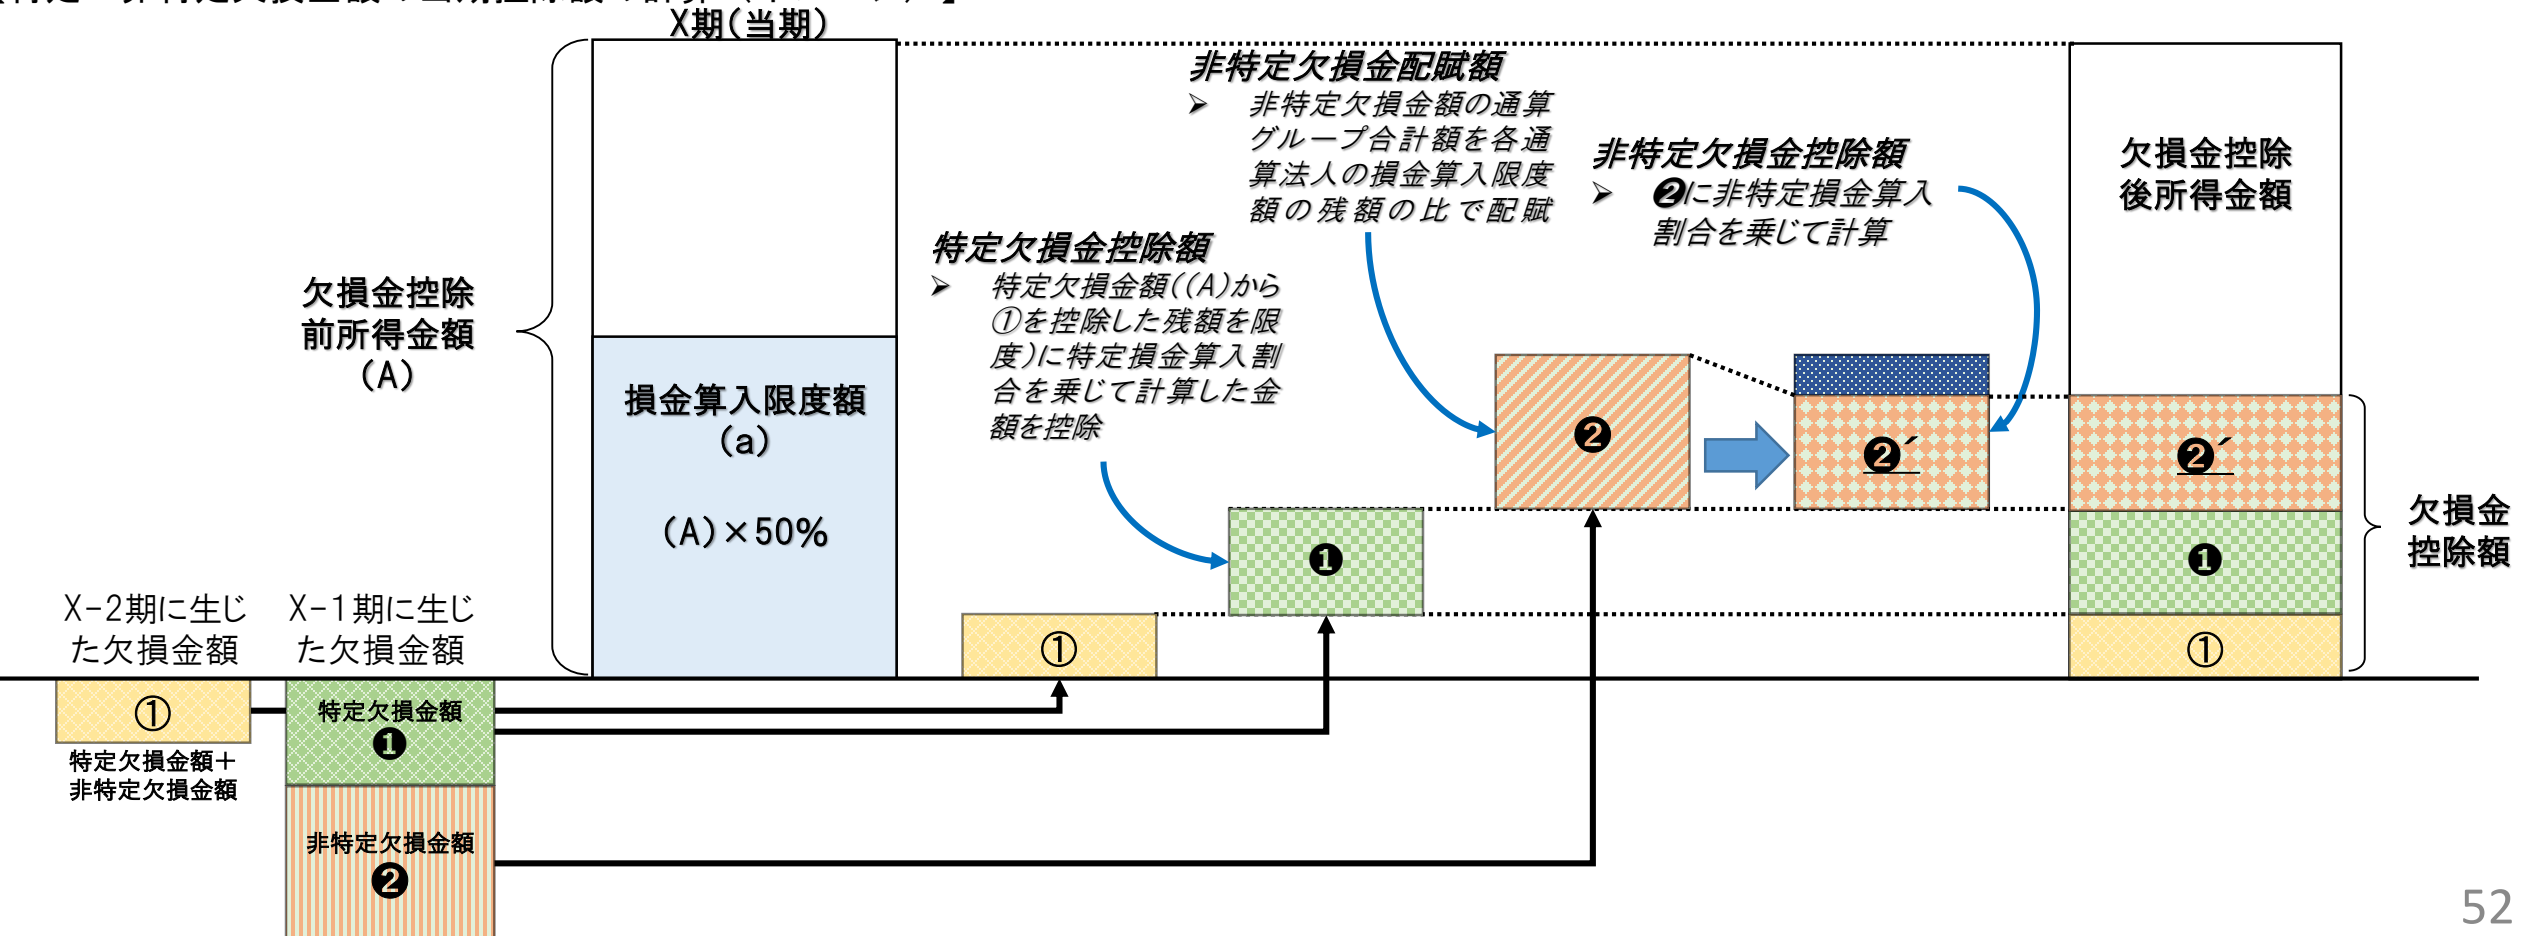 X期（当期）
欠損金控除
前所得金額
（A）
損金算入限度額
（a）
（A）×50％
X－2期に生じ
た欠損金額
X－1期に生じ
た欠損金額
①
特定欠損金額＋
非特定欠損金額
特定欠損金額
❶
非特定欠損金額
❷
特定欠損金控除額
➢ 特定欠損金額（（A）から
①を控除した残額を限
度）に特定損金算入割
合を乗じて計算した金
額を控除
非特定欠損金配賦額
➢ 非特定欠損金額の通算
グループ合計額を各通
算法人の損金算入限度
額の残額の比で配賦
非特定欠損金控除額
➢ ❷に非特定損金算入
割合を乗じて計算
①
❶
❷
❷´
欠損金控除
後所得金額
❷´
❶
①
欠損金
控除額
52